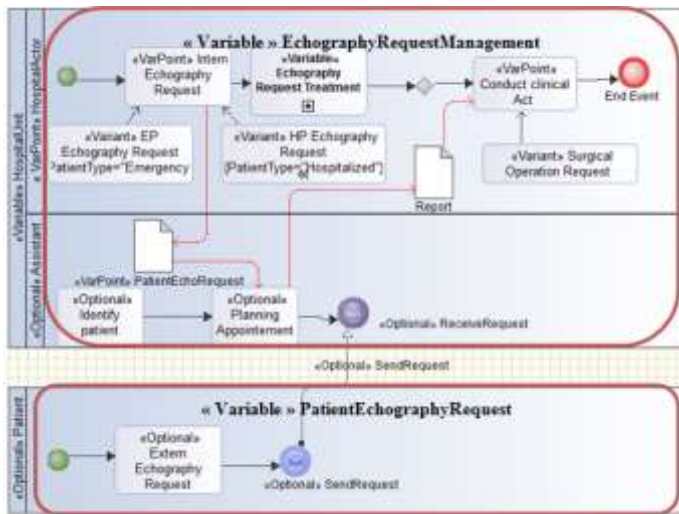 « Variable » EchographyRequestManagement
«Variable» HospitalUnit
« VarPoint» HospitalActor
«VarPoint» Intern
Echography
Request
«Variable»
Echography
Request Treatment
«VarPoint»
Conduct clinical
Act
End Event
«Variant» EP
Echography Request
PatientType="Emergency
«Variant» HP Echography
Request
{PatientType="Hospitalized"}
«Variant» Surgical
Operation Request
Report
«Optional» Assistant
«VarPoint» PatientEchoRequest
«Optional»
Identify
patient
«Optional»
Planning
Appointement
«Optional» ReceiveRequest
«Optional» SendRequest
« Variable » PatientEchographyRequest
«Optional» Patient
«Optional»
Extern
Echography
Request
«Optional» SendRequest